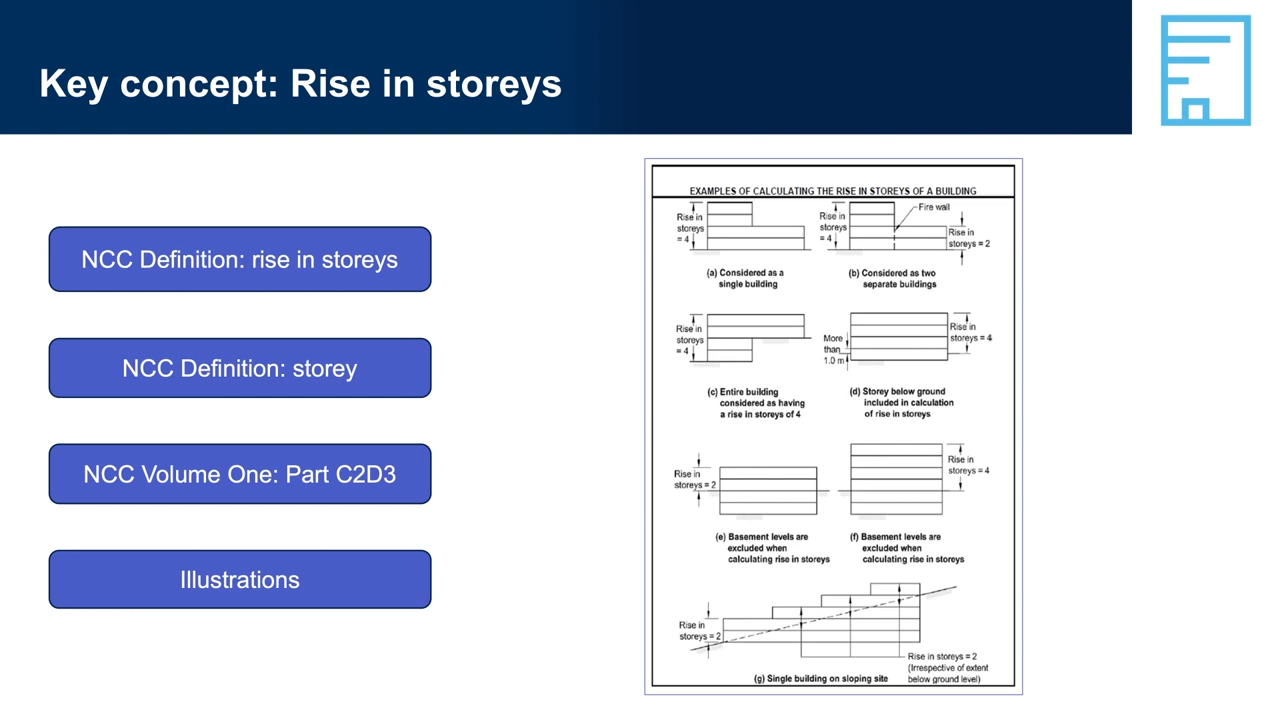 Key concept: Rise in storeys
NCC Definition: rise in storeys
NCC Definition: storey
NCC Volume One: Part C2D3
Illustrations
EXAMPLES OF CALCULATING THE RISE IN STOREYS OF A BUILDING
Rise in
storeys
= 4
(a) Considered as a
single building
Rise in
storeys
= 4
Fire wall
Rise in
storeys = 2
(b) Considered as two
separate buildings
Rise in
storeys
= 4
(c) Entire building
considered as having
a rise in storeys of 4
More
than
1.0 m
Rise in
storeys = 4
(d) Storey below ground
included in calculation
of rise in storeys
Rise in
storeys = 2
(e) Basement levels are
excluded when
calculating rise in storeys
Rise in
storeys = 4
(f) Basement levels are
excluded when
calculating rise in storeys
Rise in
storeys = 2
Rise in storeys = 2
(Irrespective of extent
below ground level)
(g) Single building on sloping site